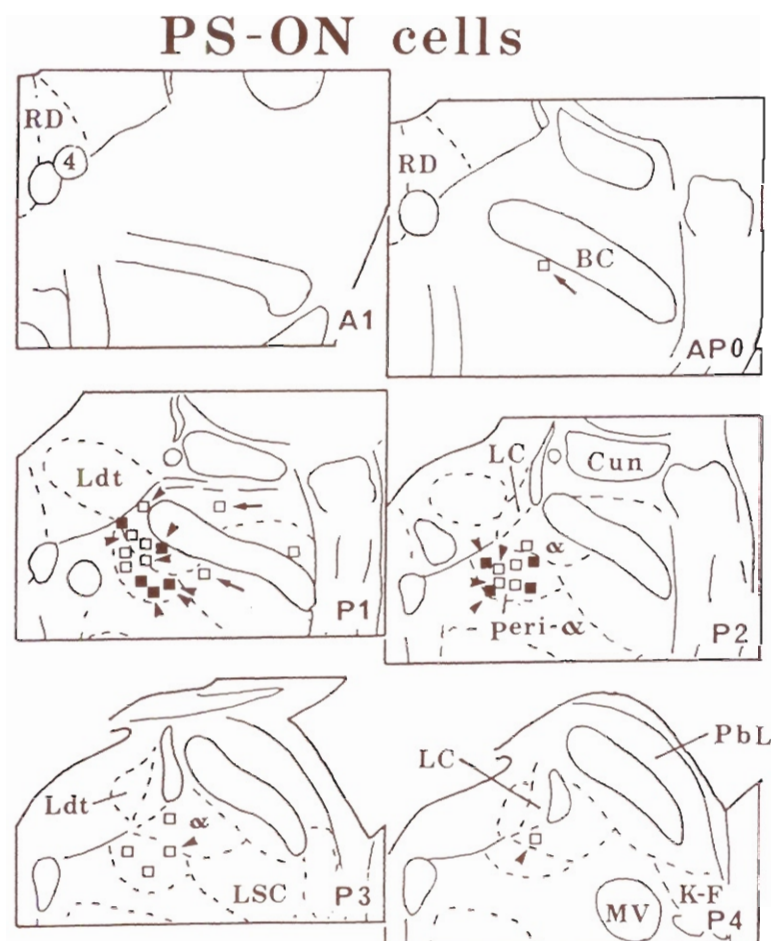 PS-ON cells
RD
4
A1
RD
BC
AP0
Ldt
P1
LC
Cun
α
peri-α
P2
Ldt
α
LSC
P3
LC
PbL
MV
K-F
P4